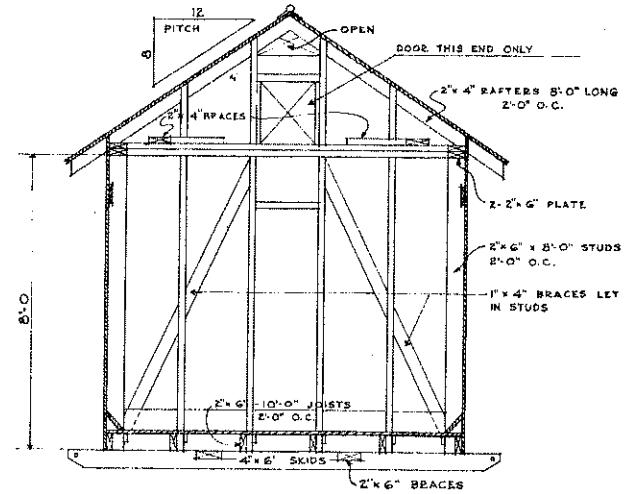 12
PITCH
8
OPEN
DOOR THIS END ONLY
4"
2"x 4" RAFTERS 8'-0" LONG
2'-0" O.C.
2"x 4" BRACES
2- 2"x 6" PLATE
2"x 6" x 8'-0" STUDS
2'-0" O.C.
8'-0
1"x 4" BRACES LET
IN STUDS
2"x 6"-10'-0" JOISTS
2'-0" O.C.
4"x 6' SKIDS
2"x 6" BRACES